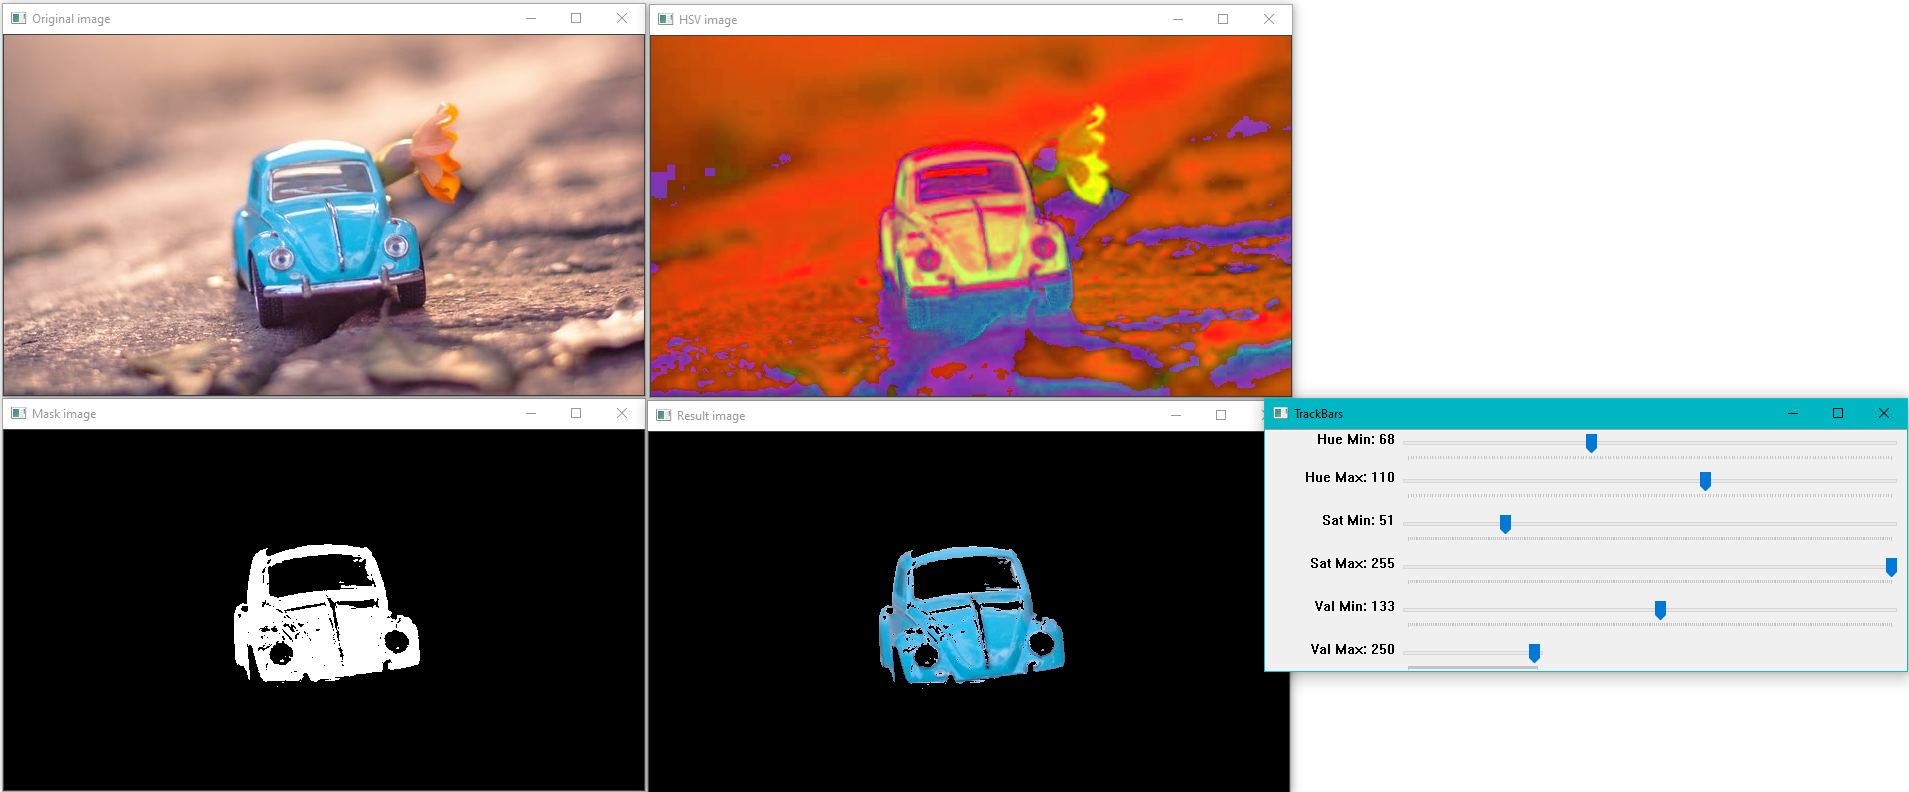 Original image
HSV image
Mask image
Result image
TrackBars
Hue Min: 68
Hue Max: 110
Sat Min: 51
Sat Max: 255
Val Min: 133
Val Max: 250